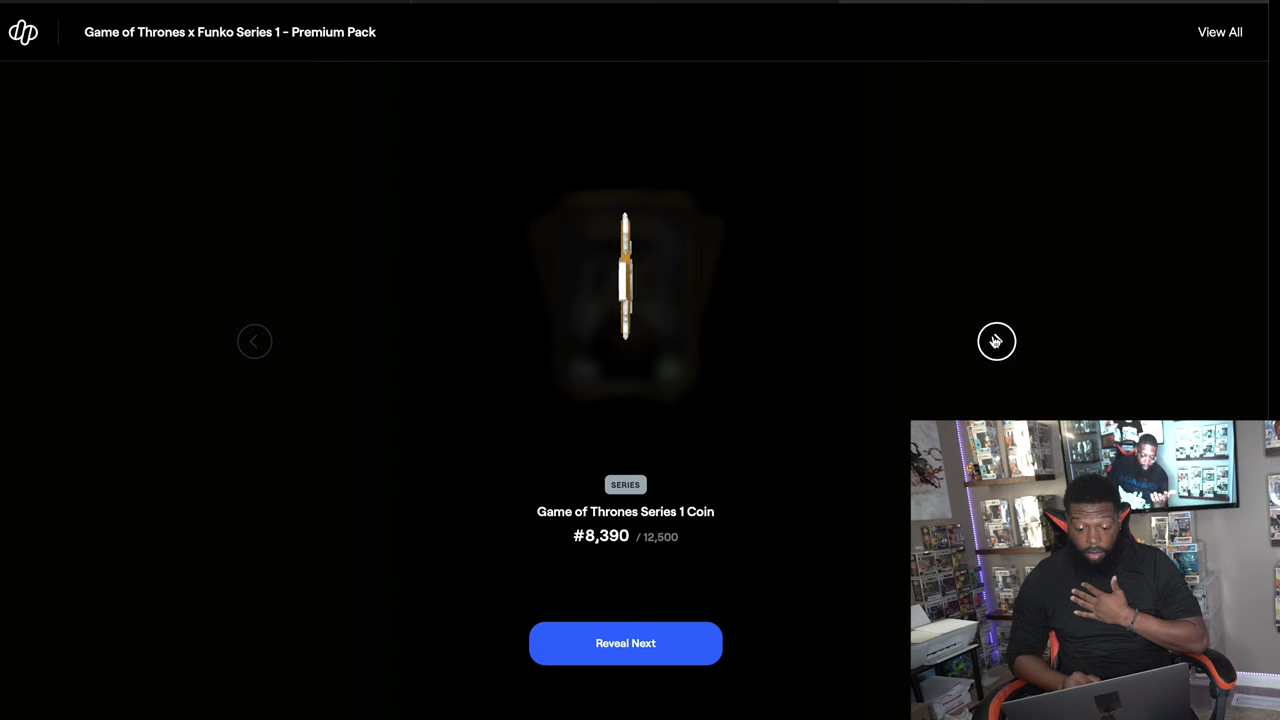 Game of Thrones x Funko Series 1 - Premium Pack
View All
SERIES
Game of Thrones Series 1 Coin
#8,390 / 12,500
Reveal Next